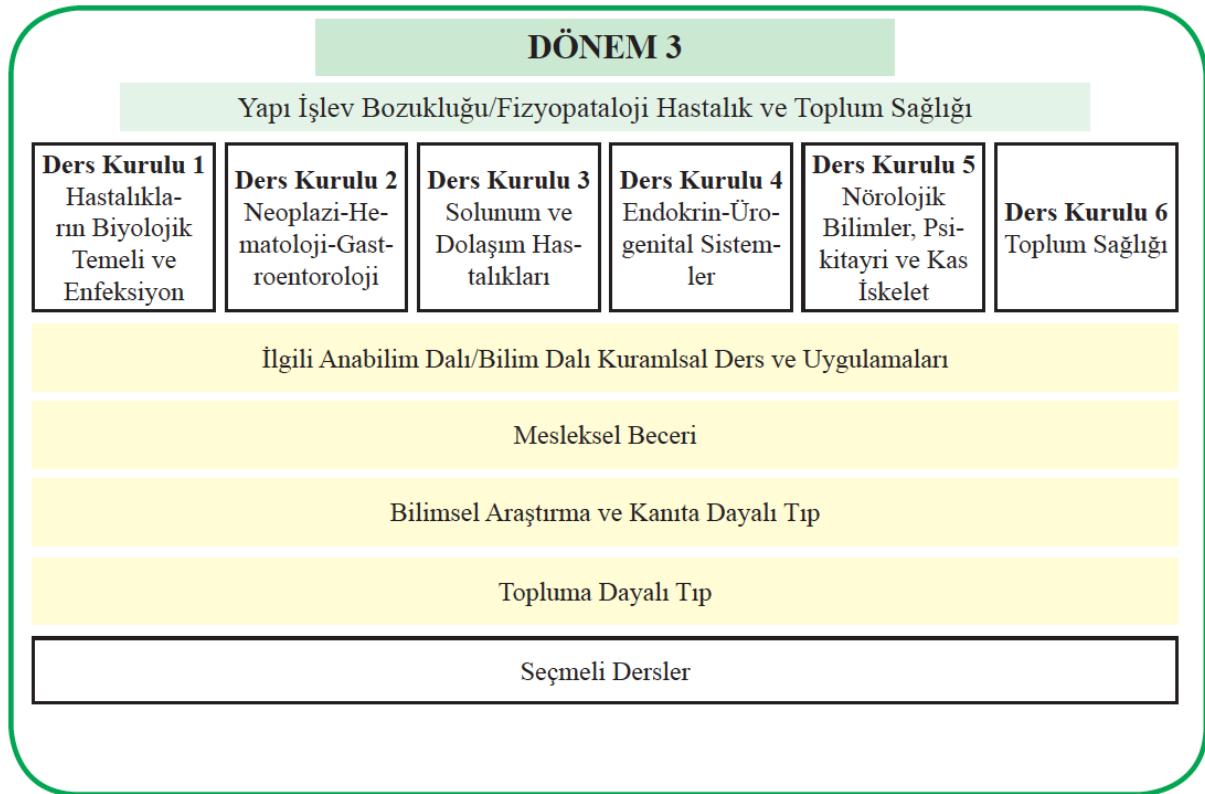 DÖNEM 3
Yapı İşlev Bozukluğu/Fizyopataloji Hastalık ve Toplum Sağlığı
Ders Kurulu 1
Hastalıkla-
rın Biyolojik
Temeli ve
Enfeksiyon
Ders Kurulu 2
Neoplazi-He-
matoloji-Gast-
roentoroloji
Ders Kurulu 3
Solunum ve
Dolaşım Has-
talıkları
Ders Kurulu 4
Endokrin-Üro-
genital Sistem-
ler
Ders Kurulu 5
Nörolojik
Bilimler, Psi-
kitayri ve Kas
İskelet
Ders Kurulu 6
Toplum Sağlığı
İlgili Anabilim Dalı/Bilim Dalı Kuramlsal Ders ve Uygulamaları
Mesleksel Beceri
Bilimsel Araştırma ve Kanıta Dayalı Tıp
Topluma Dayalı Tıp
Seçmeli Dersler